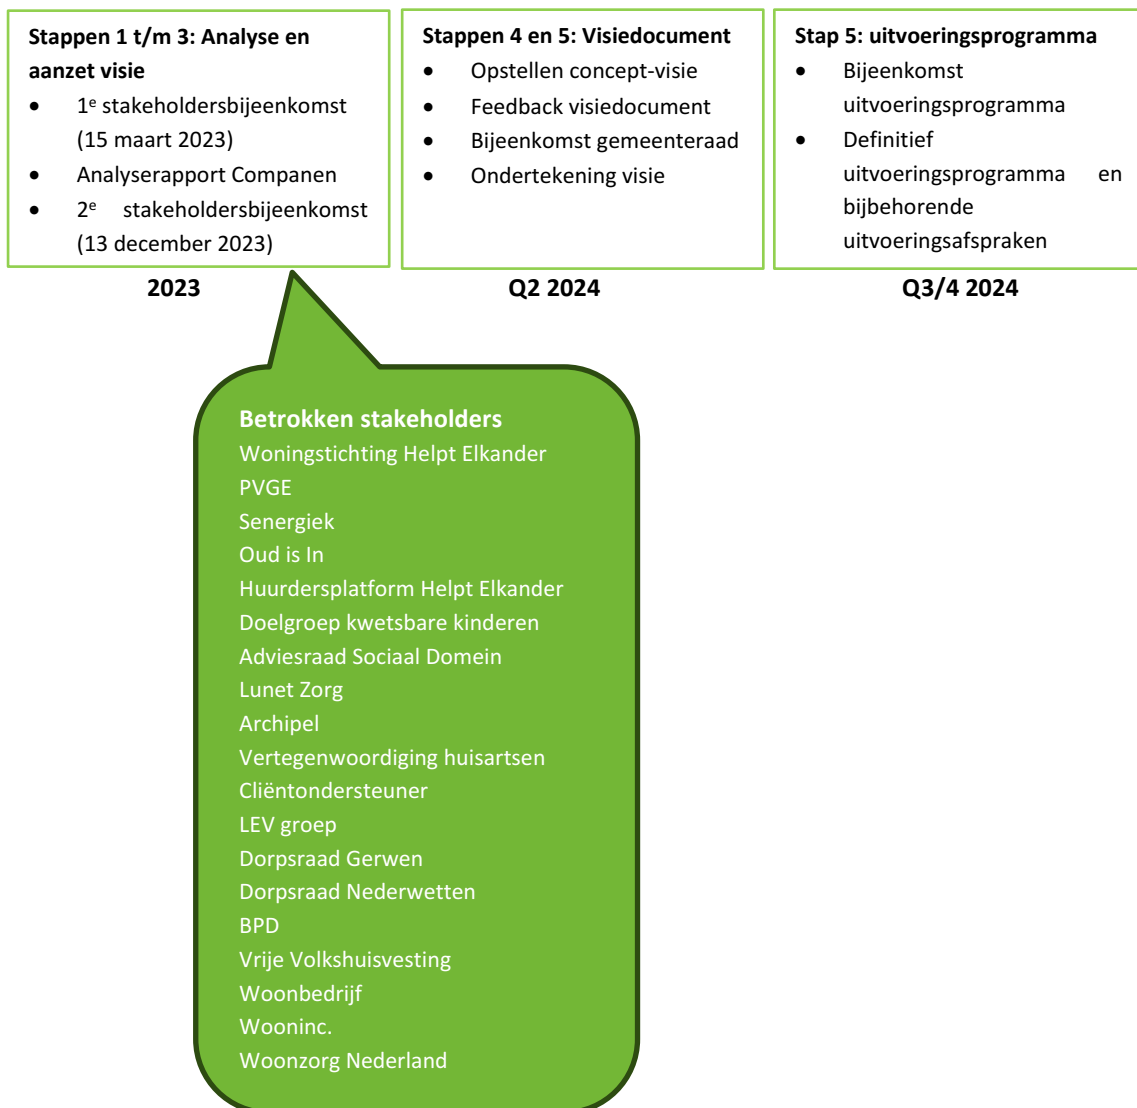 Stappen 1 t/m 3: Analyse en
aanzet visie
• 1e stakeholdersbijeenkomst
(15 maart 2023)
• Analyserapport Companen
• 2e stakeholdersbijeenkomst
(13 december 2023)
Stappen 4 en 5: Visiedocument
• Opstellen concept-visie
• Feedback visiedocument
• Bijeenkomst gemeenteraad
• Ondertekening visie
Stap 5: uitvoeringsprogramma
• Bijeenkomst
uitvoeringsprogramma
• Definitief
uitvoeringsprogramma en
bijbehorende
uitvoeringsafspraken
2023
Q2 2024
Q3/4 2024
Betrokken stakeholders
Woningstichting Helpt Elkander
PVGE
Senergiek
Oud is In
Huurdersplatform Helpt Elkander
Doelgroep kwetsbare kinderen
Adviesraad Sociaal Domein
Lunet Zorg
Archipel
Vertegenwoordiging huisartsen
Cliëntondersteuner
LEV groep
Dorpsraad Gerwen
Dorpsraad Nederwetten
BPD
Vrije Volkshuisvesting
Woonbedrijf
Wooninc.
Woonzorg Nederland